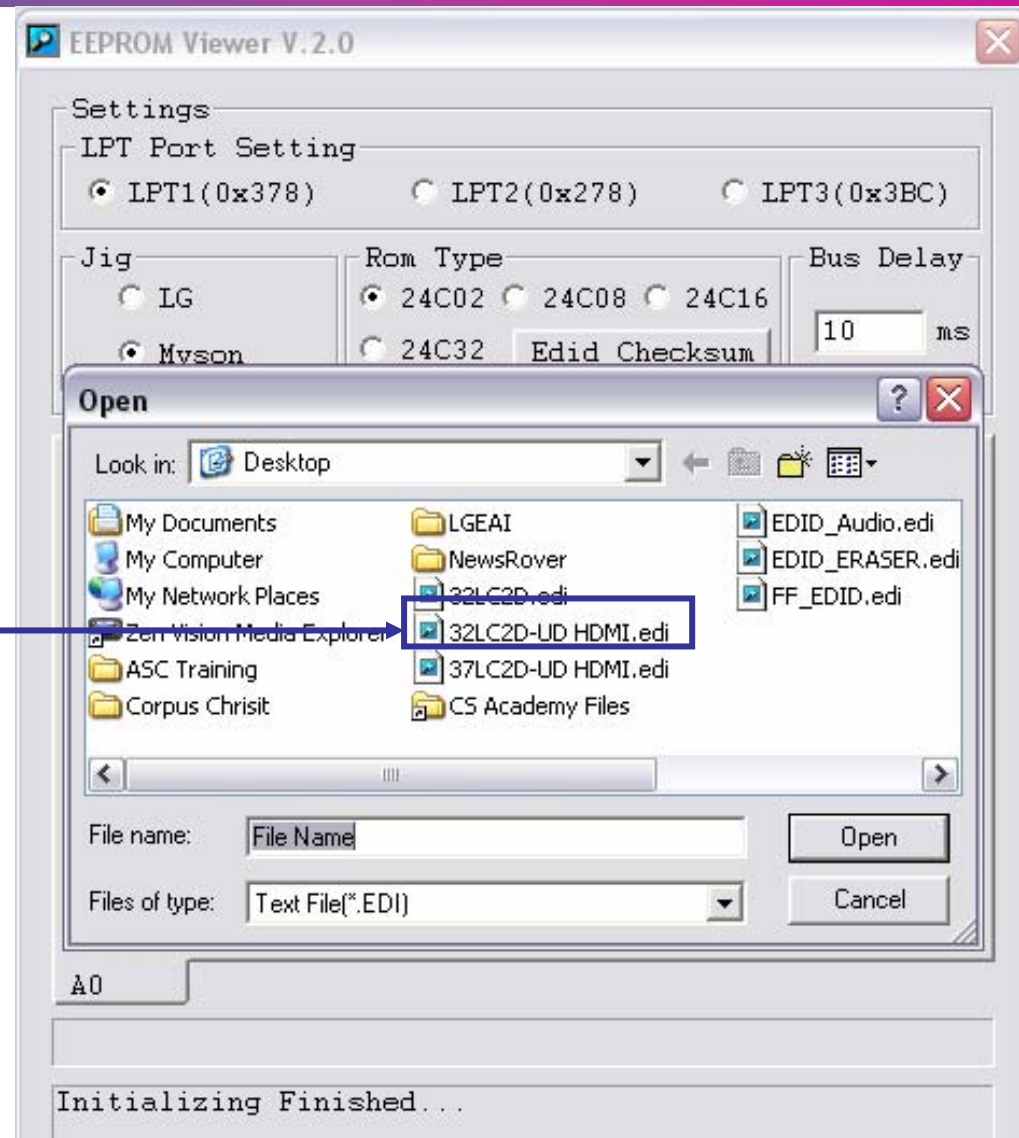 EEPROM Viewer V.2.0
Settings
LPT Port Setting
LPT1(0x378) LPT2(0x278) LPT3(0x3BC)
Jig Rom Type Bus Delay
LG 24C02 24C08 24C16
10 ms
Myson 24C32 Edid Checksum
Open
Look in: Desktop
My Documents LGEAI EDID_Audio.edi
My Computer NewsRover EDID_ERASER.edi
My Network Places 32LC2D.edi FF_EDID.edi
Zen Vision Media Explorer 32LC2D-UD HDMI.edi
ASC Training 37LC2D-UD HDMI.edi
Corpus Chrisit CS Academy Files
File name: File Name Open
Files of type: Text File(*.EDI) Cancel
A0
Initializing Finished...